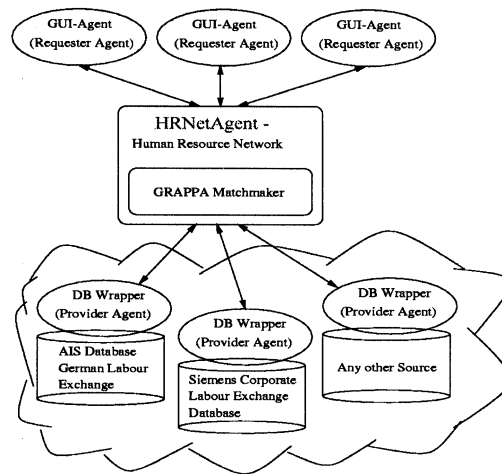 GUI-Agent
(Requester Agent)
GUI-Agent
(Requester Agent)
GUI-Agent
(Requester Agent)
HRNetAgent -
Human Resource Network
GRAPPA Matchmaker
DB Wrapper
(Provider Agent)
AIS Database
German Labour
Exchange
DB Wrapper
(Provider Agent)
Siemens Corporate
Labour Exchange
Database
DB Wrapper
(Provider Agent)
Any other Source